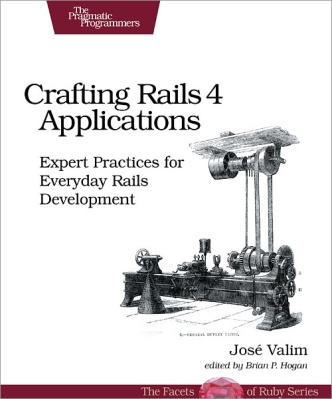 The
Pragmatic
Programmers
Crafting Rails 4
Applications
Expert Practices for
Everyday Rails
Development
José Valim
edited by Brian P. Hogan
The Facets of Ruby Series